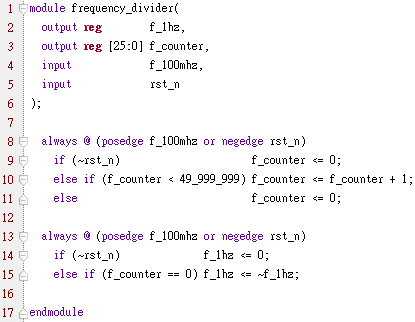 1 module frequency_divider(
2   output reg        f_1hz,
3   output reg [25:0] f_counter,
4   input             f_100mhz,
5   input             rst_n
6 );
7
8   always @ (posedge f_100mhz or negedge rst_n)
9     if (~rst_n)                   f_counter <= 0;
10     else if (f_counter < 49_999_999) f_counter <= f_counter + 1;
11     else                          f_counter <= 0;
12
13   always @ (posedge f_100mhz or negedge rst_n)
14     if (~rst_n)             f_1hz <= 0;
15     else if (f_counter == 0) f_1hz <= ~f_1hz;
16
17 endmodule